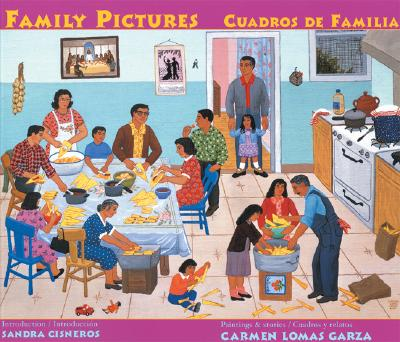 FAMILY PICTURES CUADROS DE FAMILIA
Introduction / Introducción
SANDRA CISNEROS
Paintings & stories / Cuadros y relatos
CARMEN LOMAS GARZA